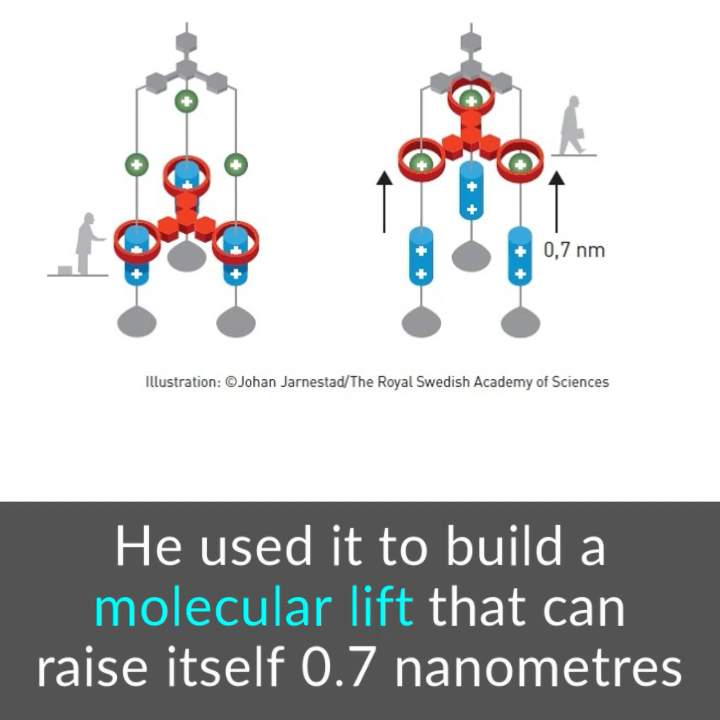 0,7 nm
Illustration: ©Johan Jarnestad/The Royal Swedish Academy of Sciences
He used it to build a
molecular lift that can
raise itself 0.7 nanometres